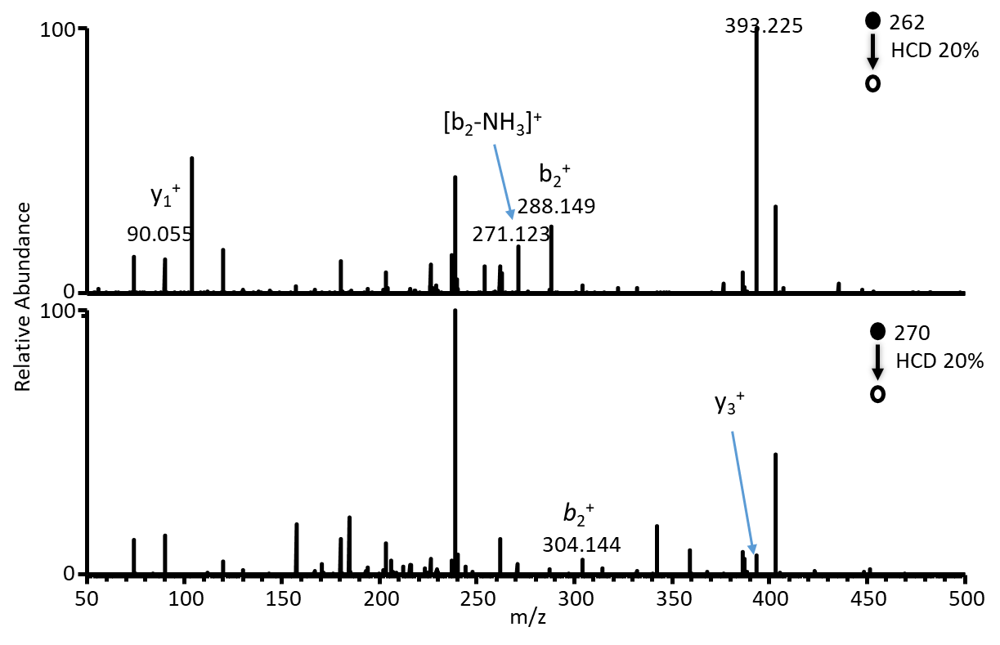 100
393.225
262
HCD 20%
[b₂-NH₃]⁺
b₂⁺
y₁⁺
288.149
90.055
271.123
0
Relative Abundance
100
270
HCD 20%
y₃⁺
b₂⁺
304.144
0
50 100 150 200 250 300 350 400 450 500
m/z